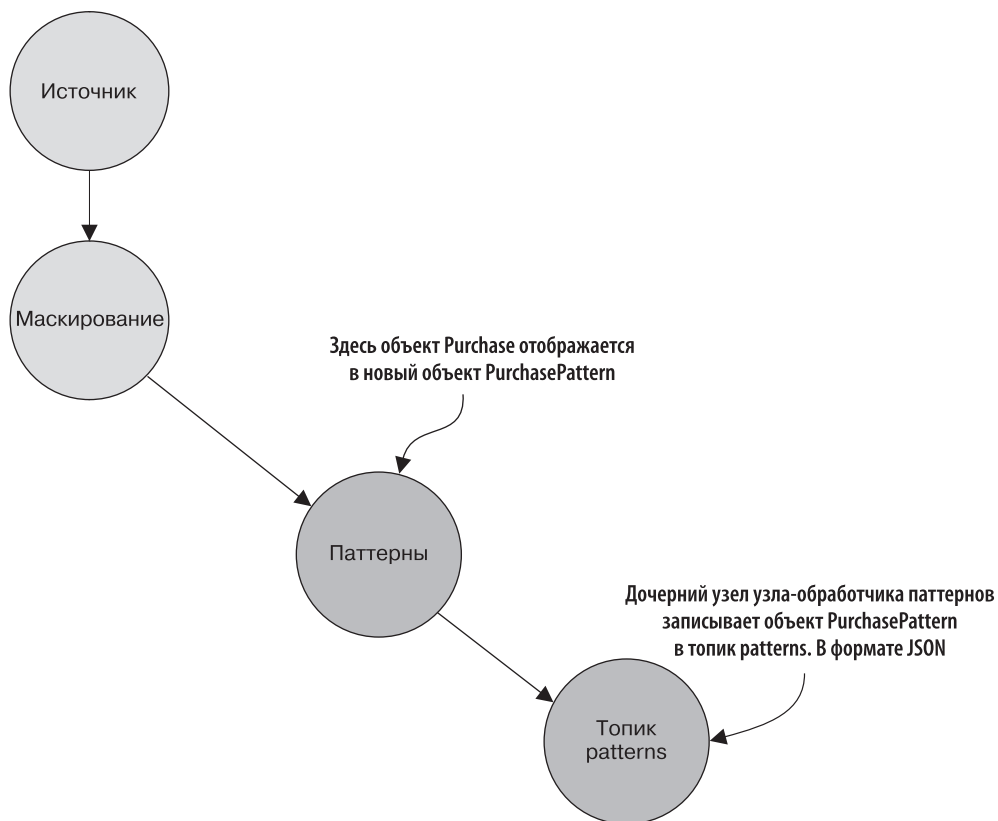 Источник
Маскирование
Здесь объект Purchase отображается
в новый объект PurchasePattern
Паттерны
Дочерний узел узла-обработчика паттернов
записывает объект PurchasePattern
в топик patterns. В формате JSON
Топик
patterns